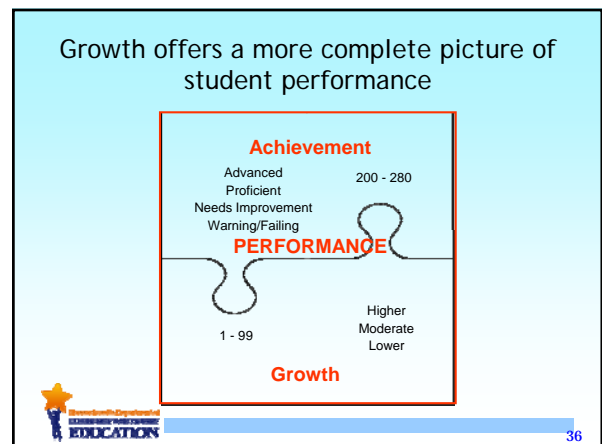 Growth offers a more complete picture of
student performance
Achievement
Advanced
Proficient
Needs Improvement
Warning/Failing
200 - 280
PERFORMANCE
1 - 99
Higher
Moderate
Lower
Growth
EDUCATION
36